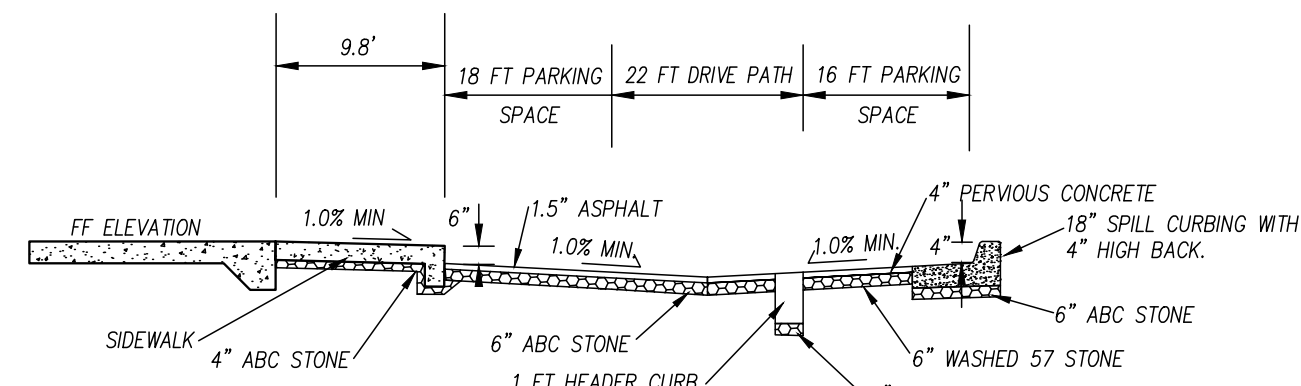 9.8'
18 FT PARKING
SPACE
22 FT DRIVE PATH
16 FT PARKING
SPACE
FF ELEVATION
1.0% MIN
6"
1.5" ASPHALT
1.0% MIN.
1.0% MIN.
4" PERVIOUS CONCRETE
4"
18" SPILL CURBING WITH
4" HIGH BACK.
SIDEWALK
4" ABC STONE
6" ABC STONE
1 FT HEADER CURB
6" WASHED 57 STONE
6" ABC STONE